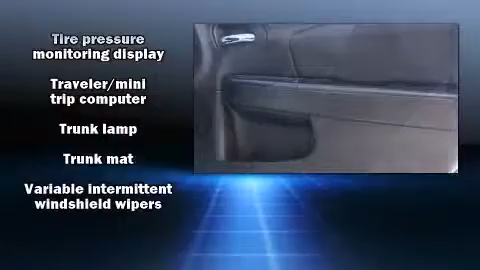 Tire pressure
monitoring display
Traveler/mini
trip computer
Trunk lamp
Trunk mat
Variable intermittent
windshield wipers